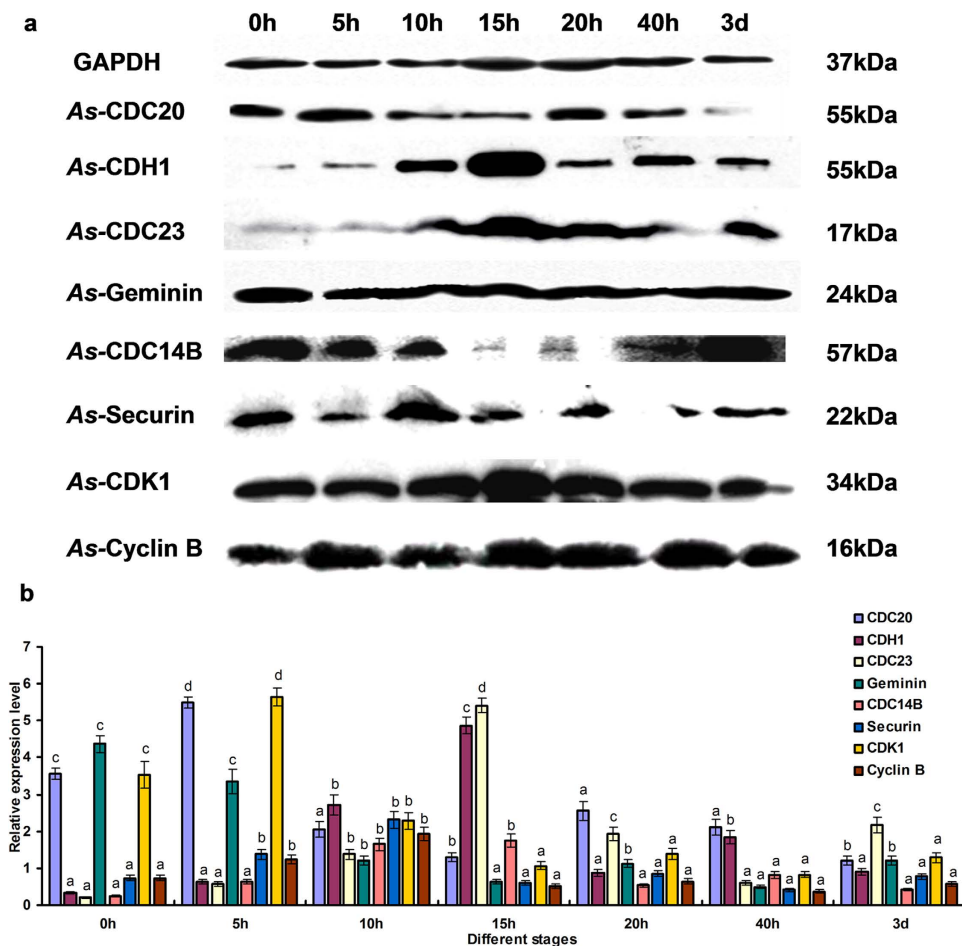 a
0h 5h 10h 15h 20h 40h 3d
GAPDH 37kDa
As-CDC20 55kDa
As-CDH1 55kDa
As-CDC23 17kDa
As-Geminin 24kDa
As-CDC14B 57kDa
As-Securin 22kDa
As-CDK1 34kDa
As-Cyclin B 16kDa
b
CDC20
CDH1
CDC23
Geminin
CDC14B
Securin
CDK1
Cyclin B
Relative expression level
7
6
5
4
3
2
1
0
c a a c a a c a
d a a c a b d b
a b b b b b b b
b c d a b a a a
a a c b a a a a
a b a a a a a a
b a c b a a a a
0h 5h 10h 15h 20h 40h 3d
Different stages